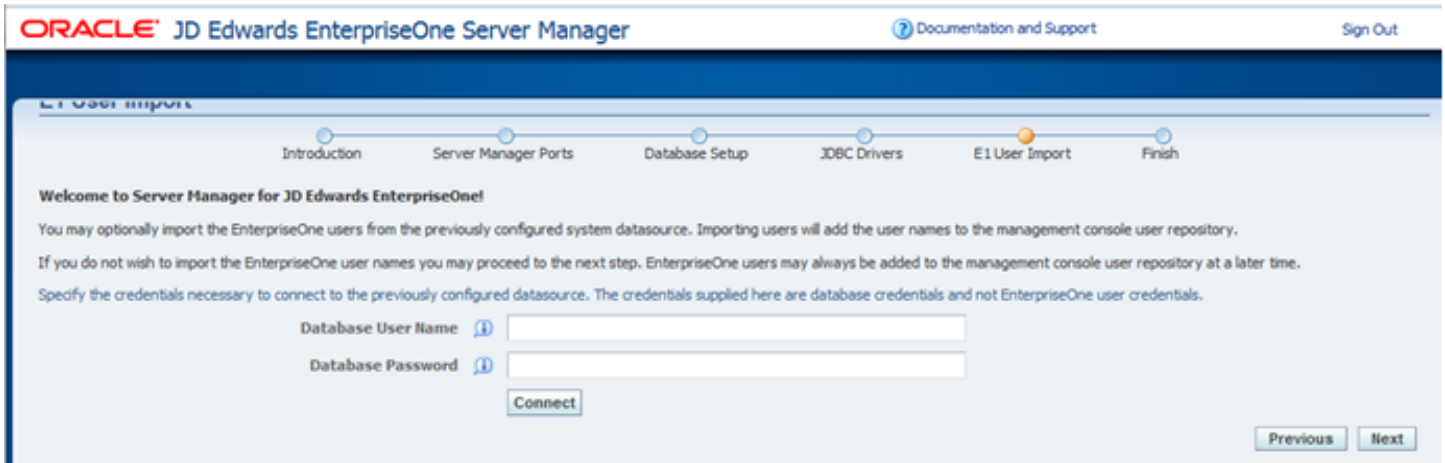 ORACLE JD Edwards EnterpriseOne Server Manager
Documentation and Support
Sign Out
E1 User Import
Introduction
Server Manager Ports
Database Setup
JDBC Drivers
E1 User Import
Finish
Welcome to Server Manager for JD Edwards EnterpriseOne!
You may optionally import the EnterpriseOne users from the previously configured system datasource. Importing users will add the user names to the management console user repository.
If you do not wish to import the EnterpriseOne user names you may proceed to the next step. EnterpriseOne users may always be added to the management console user repository at a later time.
Specify the credentials necessary to connect to the previously configured datasource. The credentials supplied here are database credentials and not EnterpriseOne user credentials.
Database User Name
Database Password
Connect
Previous
Next